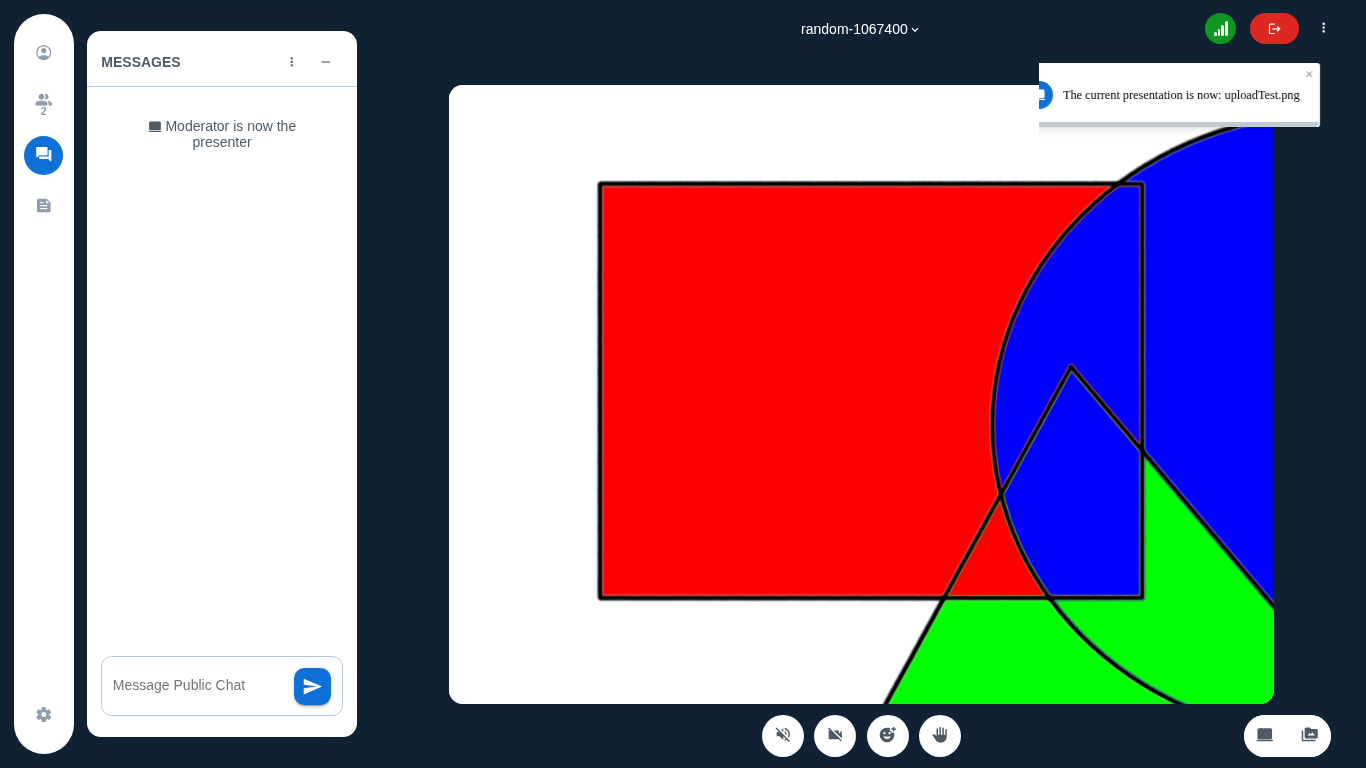 random-1067400
MESSAGES
2
The current presentation is now: uploadTest.png
Moderator is now the
presenter
Message Public Chat